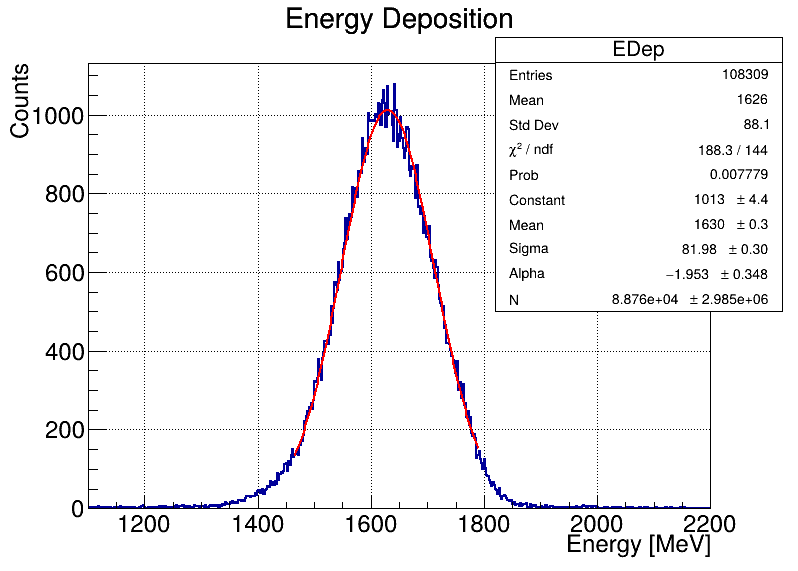 Energy Deposition
EDep
Entries 108309
Mean 1626
Std Dev 88.1
χ² / ndf 188.3 / 144
Prob 0.007779
Constant 1013 ± 4.4
Mean 1630 ± 0.3
Sigma 81.98 ± 0.30
Alpha −1.953 ± 0.348
N 8.876e+04 ± 2.985e+06
Counts
1000
800
600
400
200
0
1200 1400 1600 1800 2000 2200
Energy [MeV]